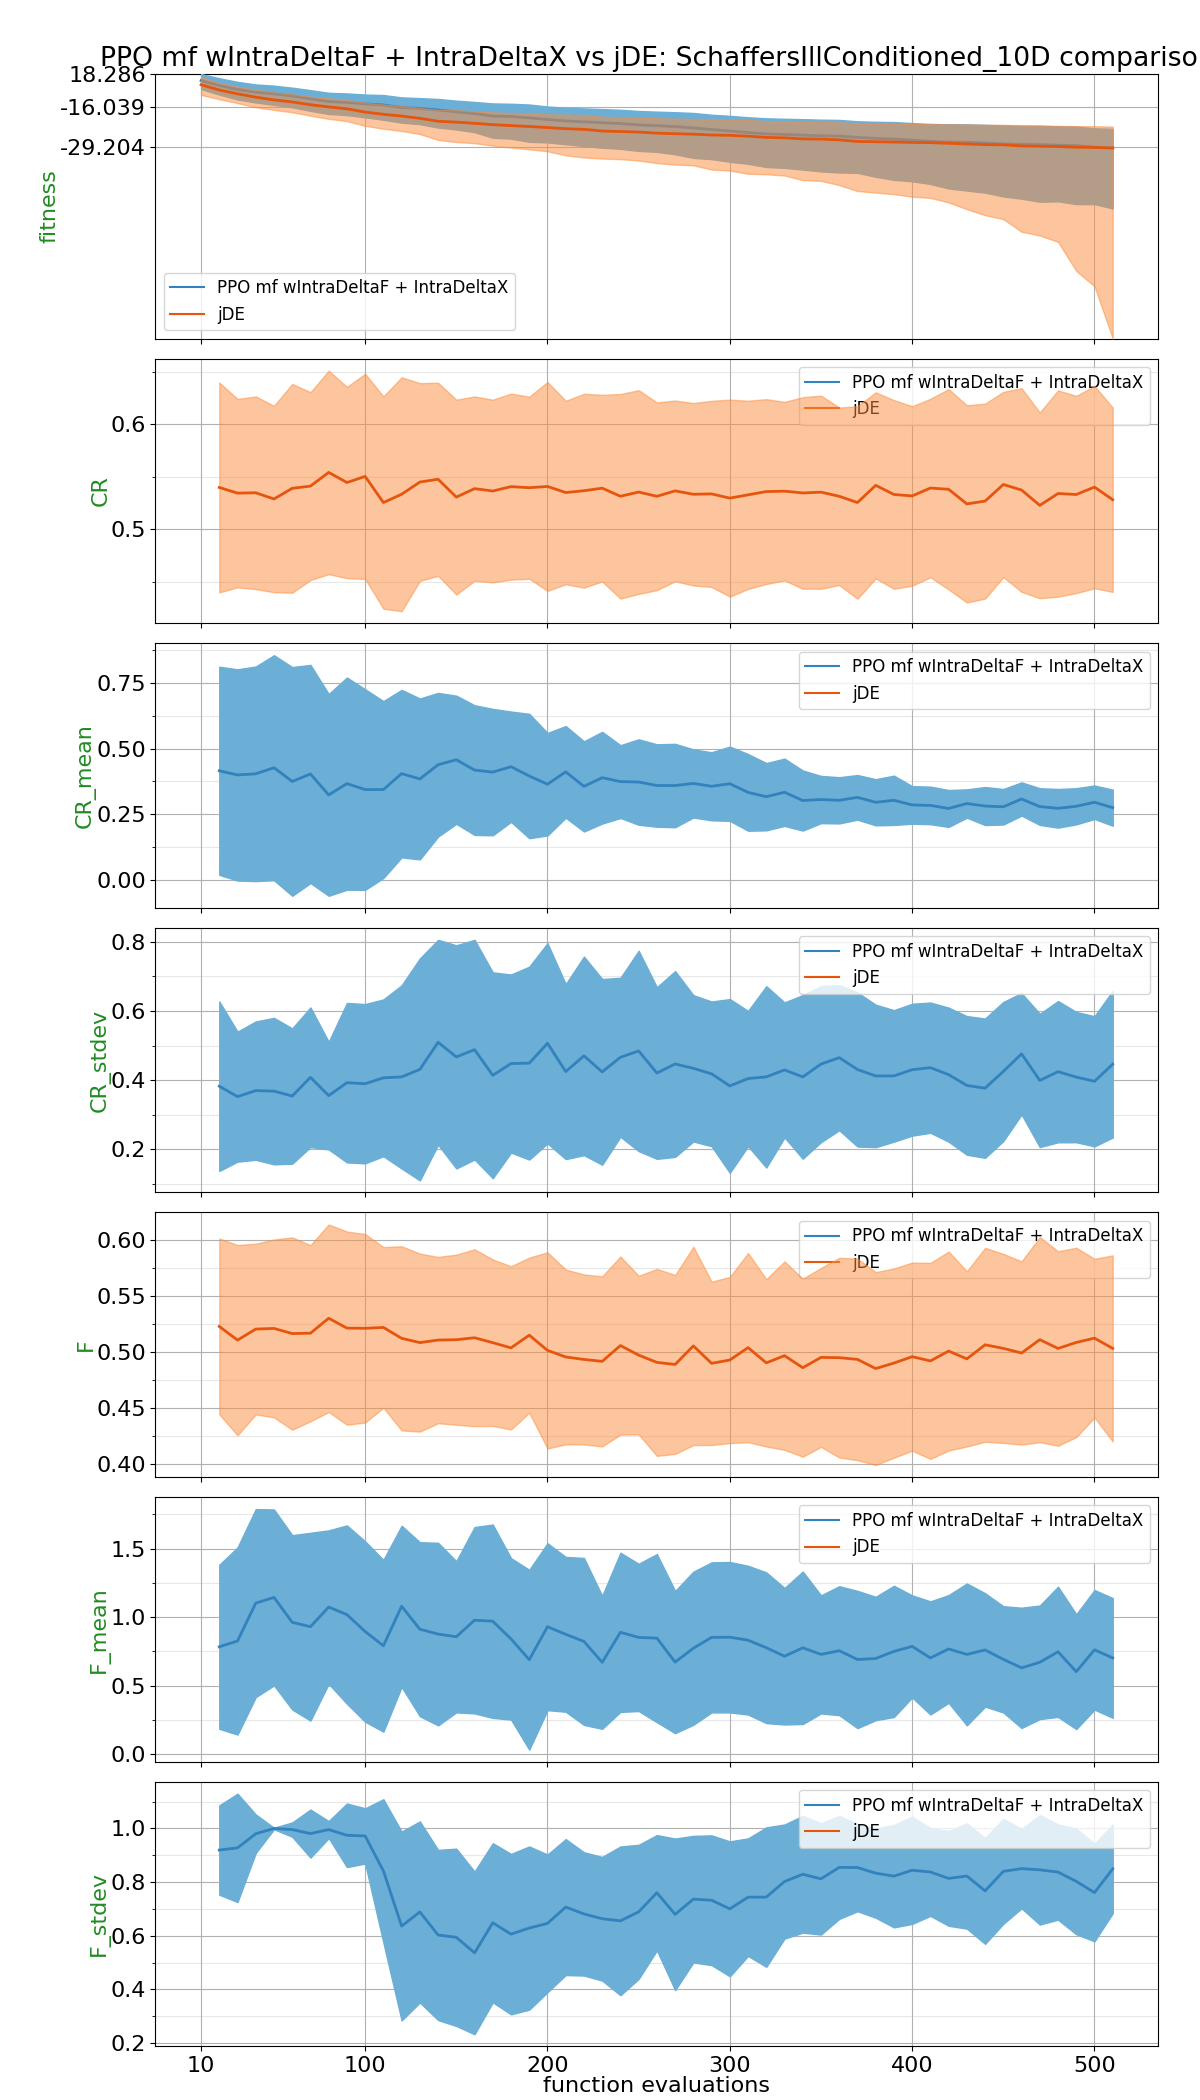 PPO mf wIntraDeltaF + IntraDeltaX vs jDE: SchaffersIllConditioned_10D compariso
18.286
-16.039
-29.204
fitness
PPO mf wIntraDeltaF + IntraDeltaX
jDE
0.6
0.5
CR
PPO mf wIntraDeltaF + IntraDeltaX
jDE
0.75
0.50
0.25
0.00
CR_mean
PPO mf wIntraDeltaF + IntraDeltaX
jDE
0.8
0.6
0.4
0.2
CR_stdev
PPO mf wIntraDeltaF + IntraDeltaX
jDE
0.60
0.55
0.50
0.45
0.40
F
PPO mf wIntraDeltaF + IntraDeltaX
jDE
1.5
1.0
0.5
0.0
F_mean
PPO mf wIntraDeltaF + IntraDeltaX
jDE
1.0
0.8
0.6
0.4
0.2
F_stdev
PPO mf wIntraDeltaF + IntraDeltaX
jDE
10 100 200 300 400 500
function evaluations